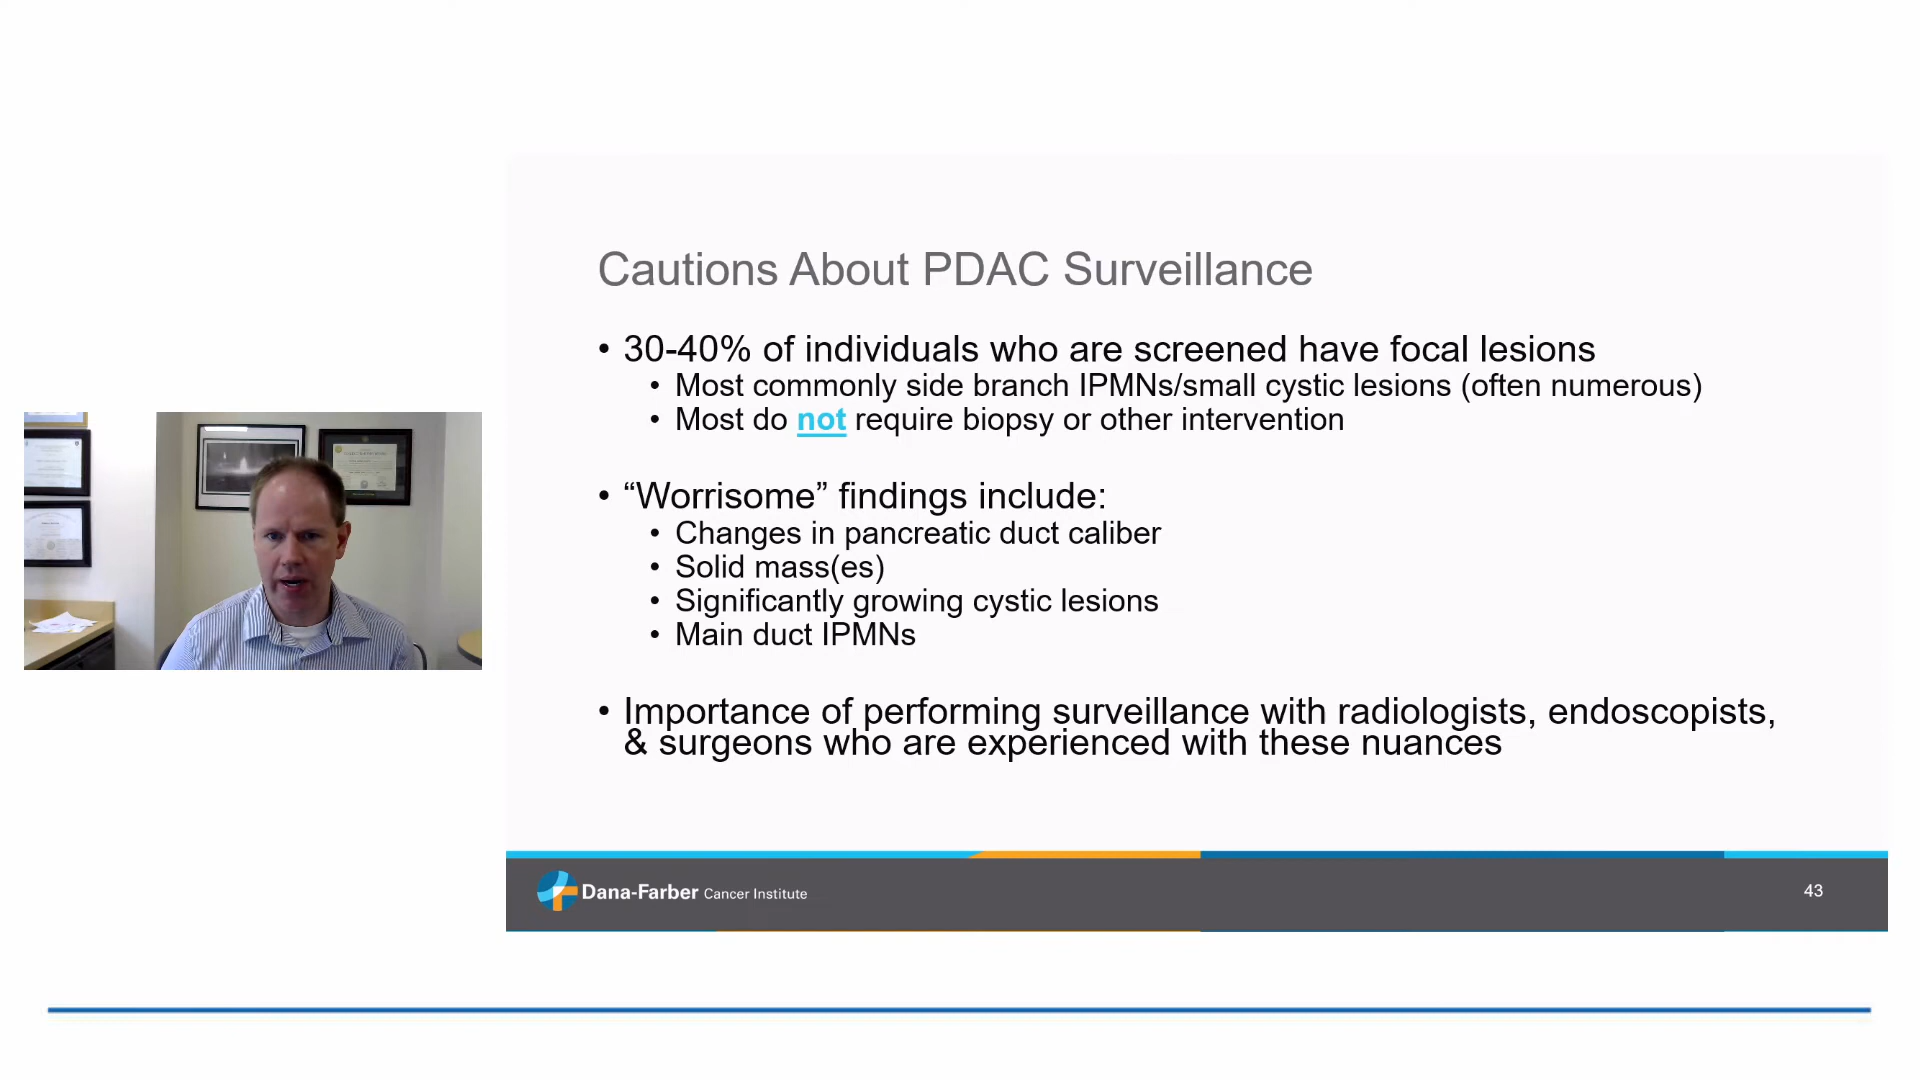 Cautions About PDAC Surveillance
• 30-40% of individuals who are screened have focal lesions
• Most commonly side branch IPMNs/small cystic lesions (often numerous)
• Most do not require biopsy or other intervention
• “Worrisome” findings include:
• Changes in pancreatic duct caliber
• Solid mass(es)
• Significantly growing cystic lesions
• Main duct IPMNs
• Importance of performing surveillance with radiologists, endoscopists,
& surgeons who are experienced with these nuances
Dana-Farber Cancer Institute
43